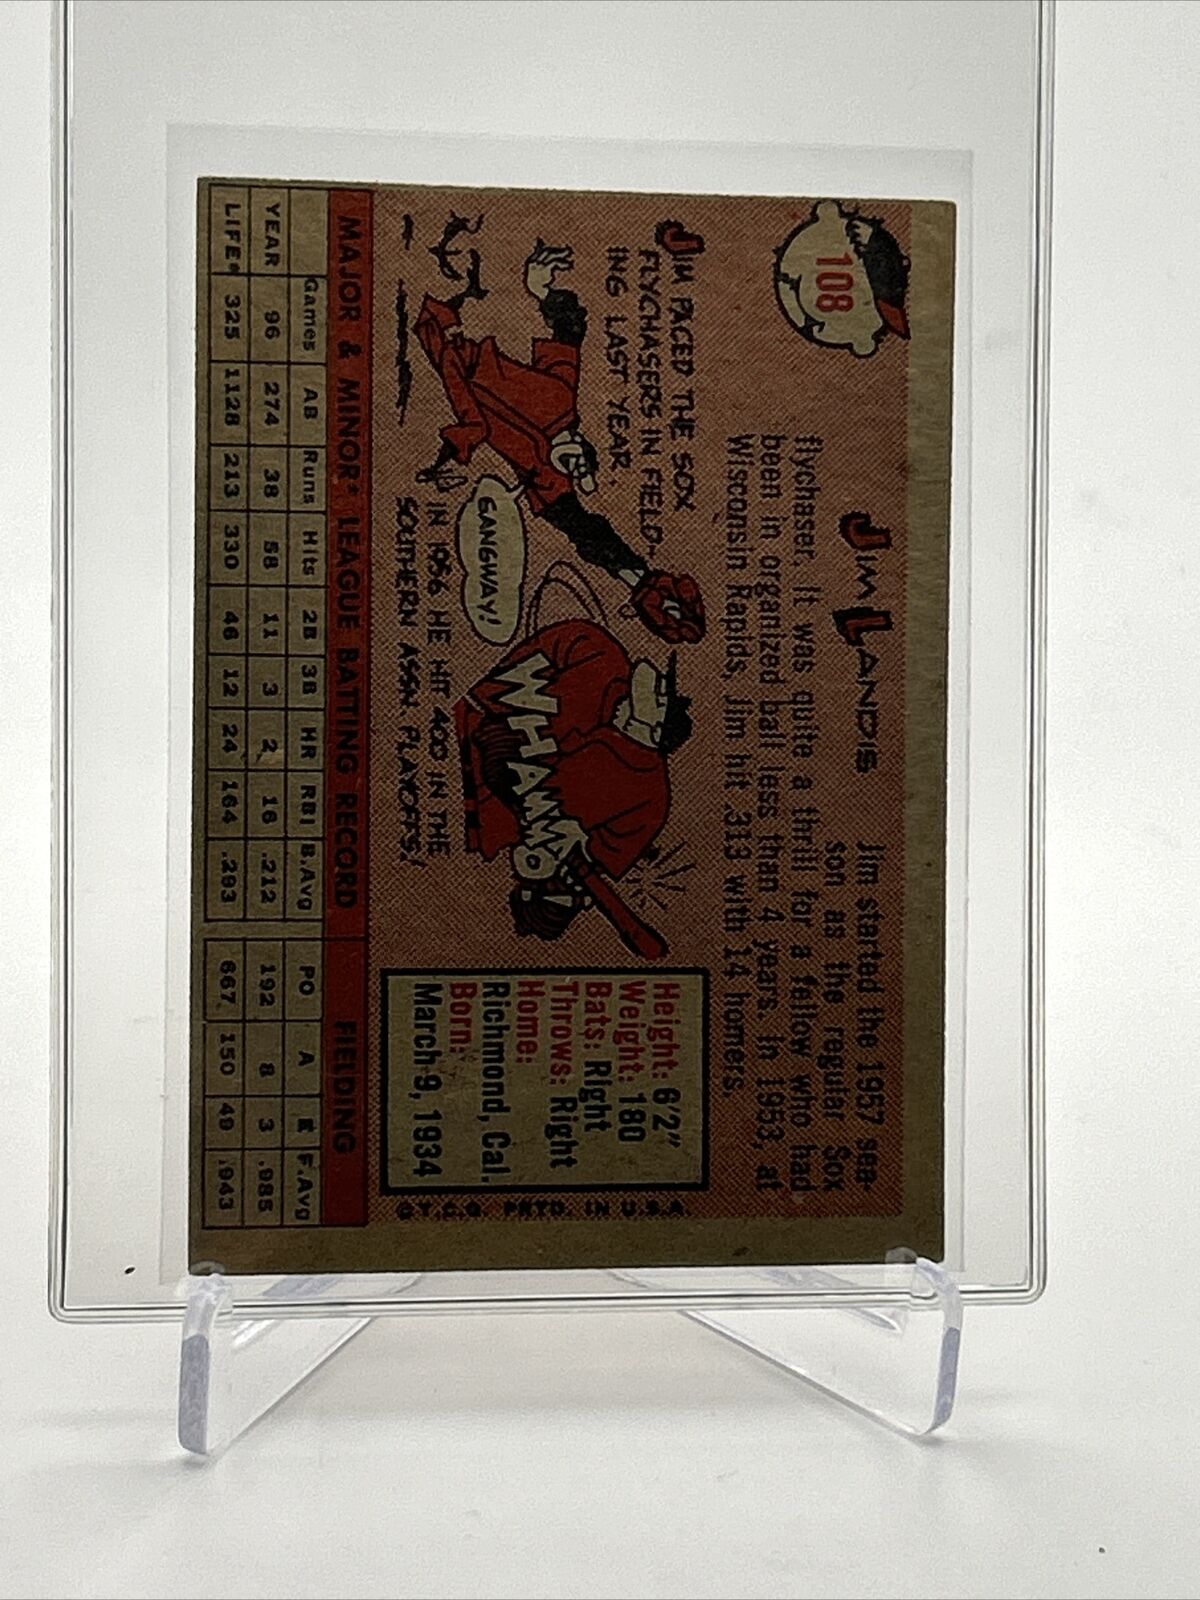 108
JIM LANDIS
Jim started the 1957 sea-
son as the regular Sox
flychaser. It was quite a thrill for a fellow who had
been in organized ball less than 4 years. In 1953, at
Wisconsin Rapids, Jim hit .313 with 14 homers.
JIM PACED THE SOX
FLYCHASERS IN FIELD-
ING LAST YEAR.
GANGWAY!
WHAMMO!
IN 1956 HE HIT .400 IN THE
SOUTHERN ASSN. PLAYOFFS!
Height: 6'2"
Weight: 180
Bats: Right
Throws: Right
Home:
Richmond, Cal.
Born:
March 9, 1934
© T.C.G. PRTD. IN U.S.A.
MAJOR & MINOR* LEAGUE BATTING RECORD FIELDING
Games AB Runs Hits 2B 3B HR RBI B.Avg PO A E F.Avg
YEAR 96 274 38 58 11 3 2 16 .212 192 8 3 .985
LIFE* 325 1128 213 330 46 12 24 164 .293 667 150 49 .943